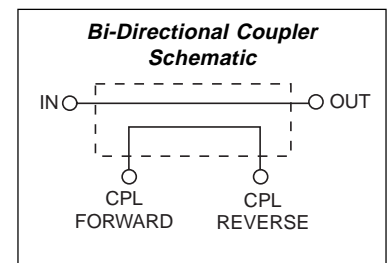 Bi-Directional Coupler
Schematic
IN
OUT
CPL
FORWARD
CPL
REVERSE